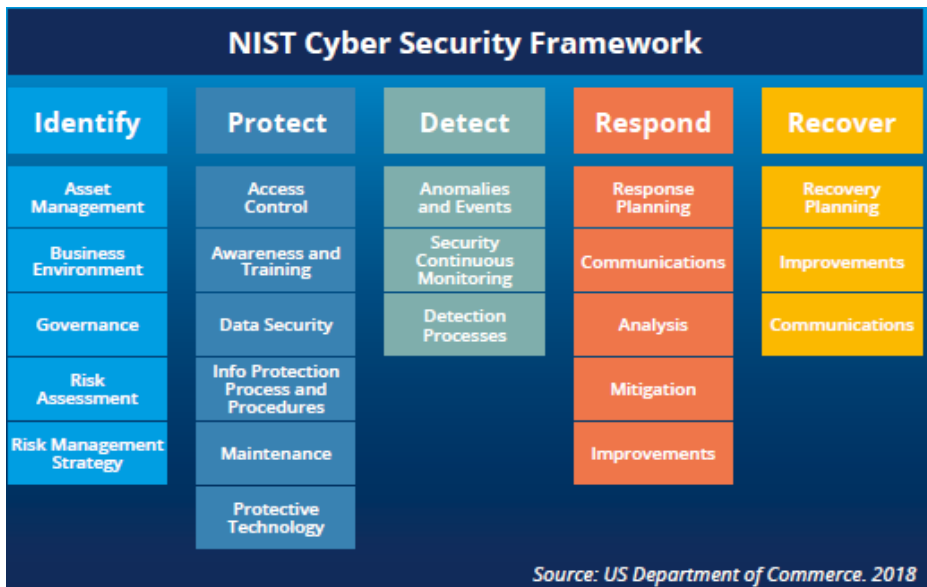 NIST Cyber Security Framework
Identify
Asset
Management
Business
Environment
Governance
Risk
Assessment
Risk Management
Strategy
Protect
Access
Control
Awareness and
Training
Data Security
Info Protection
Process and
Procedures
Maintenance
Protective
Technology
Detect
Anomalies
and Events
Security
Continuous
Monitoring
Detection
Processes
Respond
Response
Planning
Communications
Analysis
Mitigation
Improvements
Recover
Recovery
Planning
Improvements
Communications
Source: US Department of Commerce. 2018